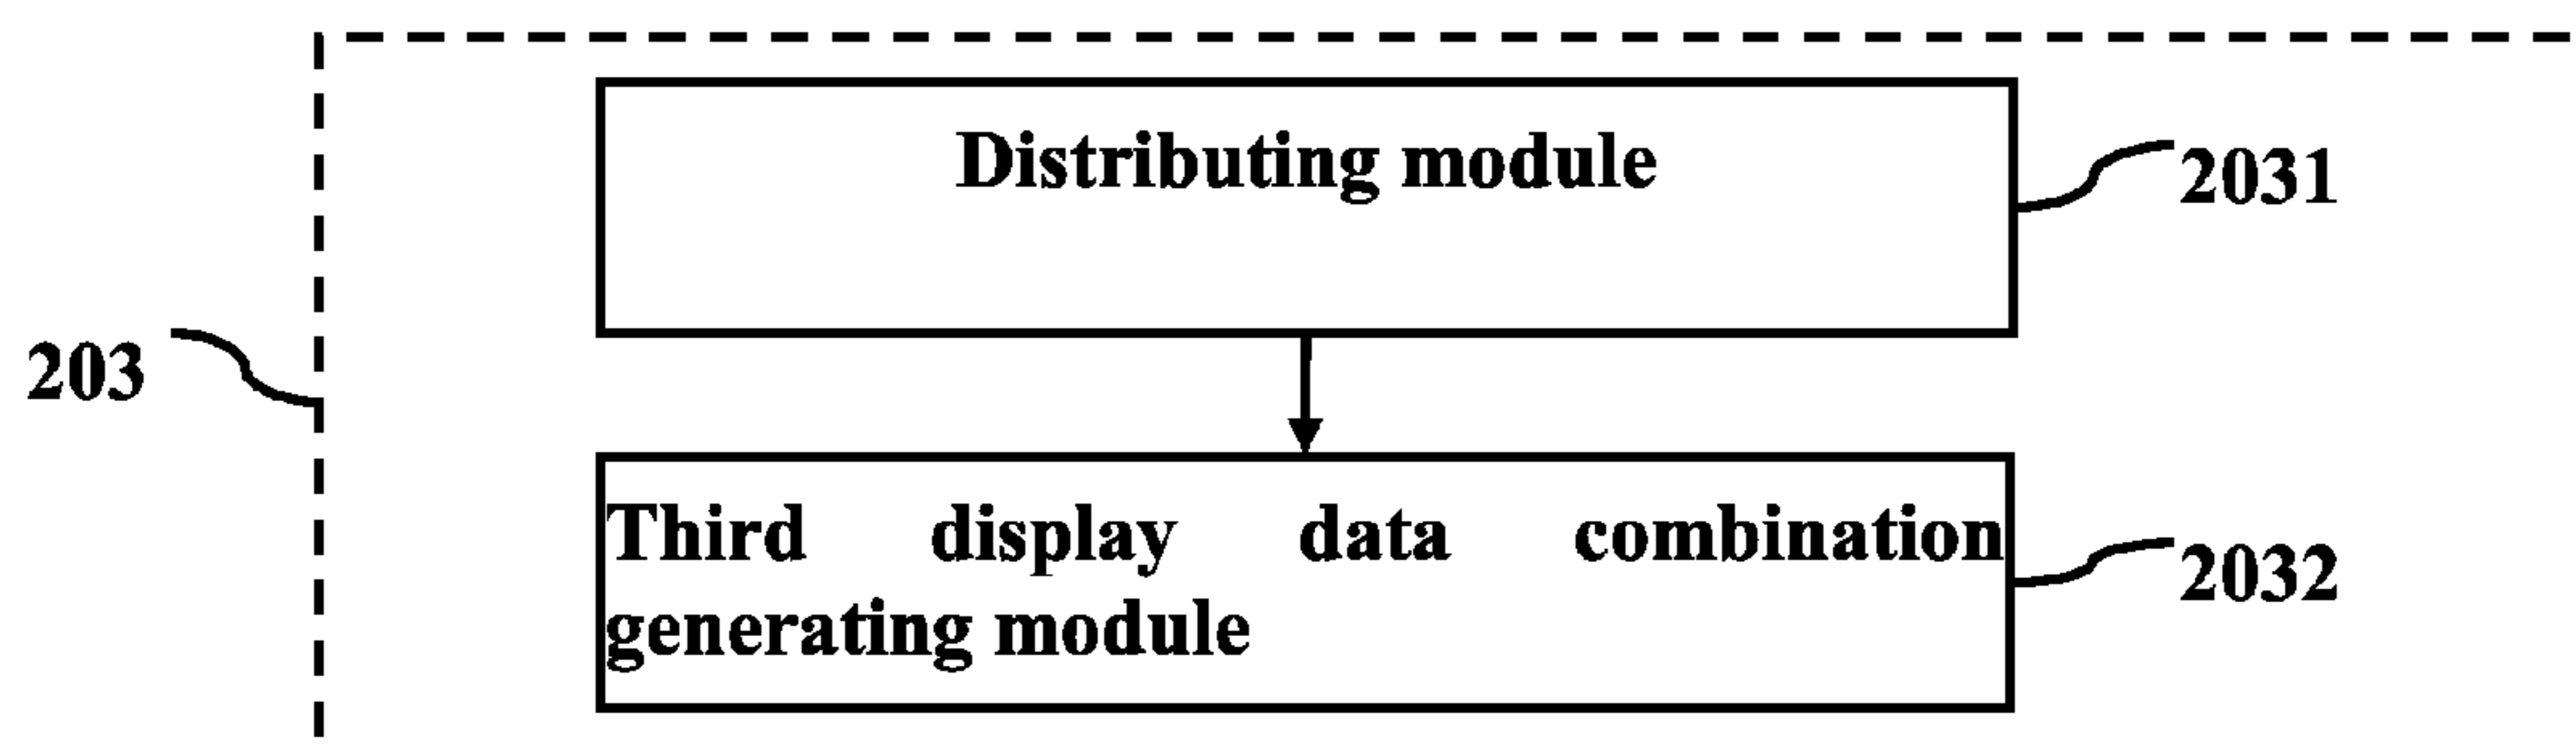 Distributing module
2031
203
Third display data combination
generating module
2032